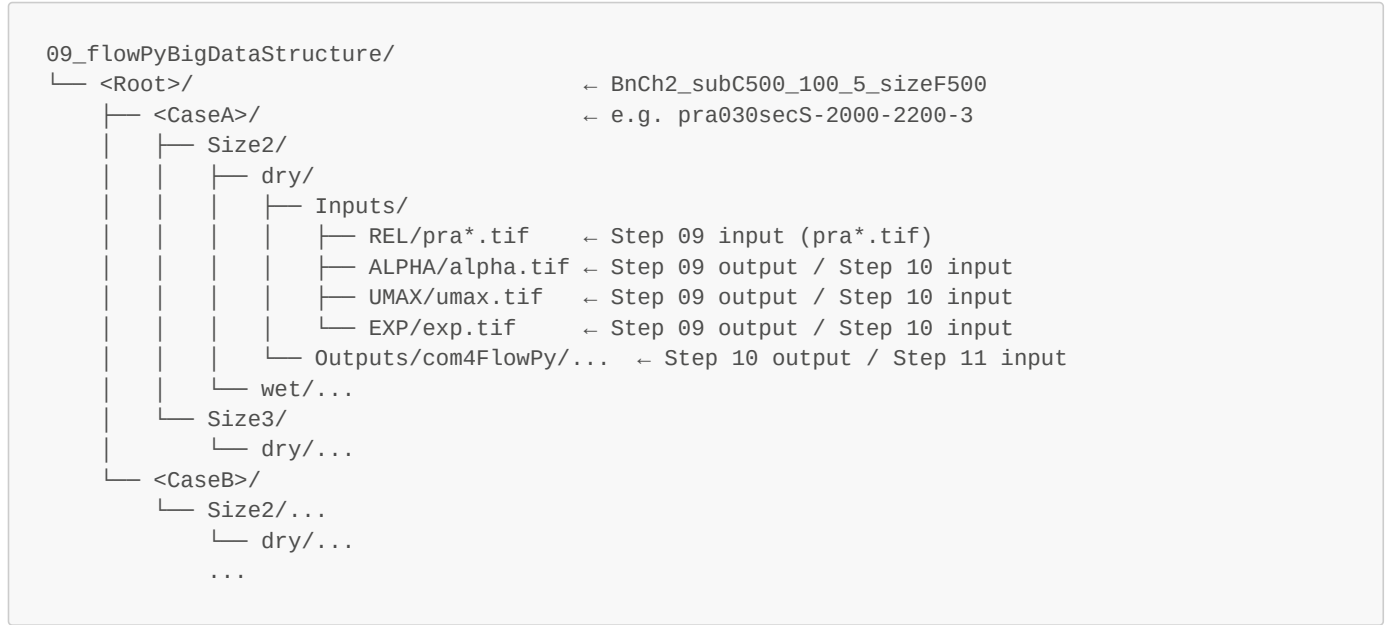 09_flowPyBigDataStructure/
└── <Root>/                               ← BnCh2_subC500_100_5_sizeF500
    ├── <CaseA>/                          ← e.g. pra030secS-2000-2200-3
    │   ├── Size2/
    │   │   ├── dry/
    │   │   │   ├── Inputs/
    │   │   │   │   ├── REL/pra*.tif    ← Step 09 input (pra*.tif)
    │   │   │   │   ├── ALPHA/alpha.tif ← Step 09 output / Step 10 input
    │   │   │   │   ├── UMAX/umax.tif   ← Step 09 output / Step 10 input
    │   │   │   │   └── EXP/exp.tif     ← Step 09 output / Step 10 input
    │   │   │   └── Outputs/com4FlowPy/...  ← Step 10 output / Step 11 input
    │   │   └── wet/...
    │   └── Size3/
    │       └── dry/...
    └── <CaseB>/
        └── Size2/...
            └── dry/...
            ...